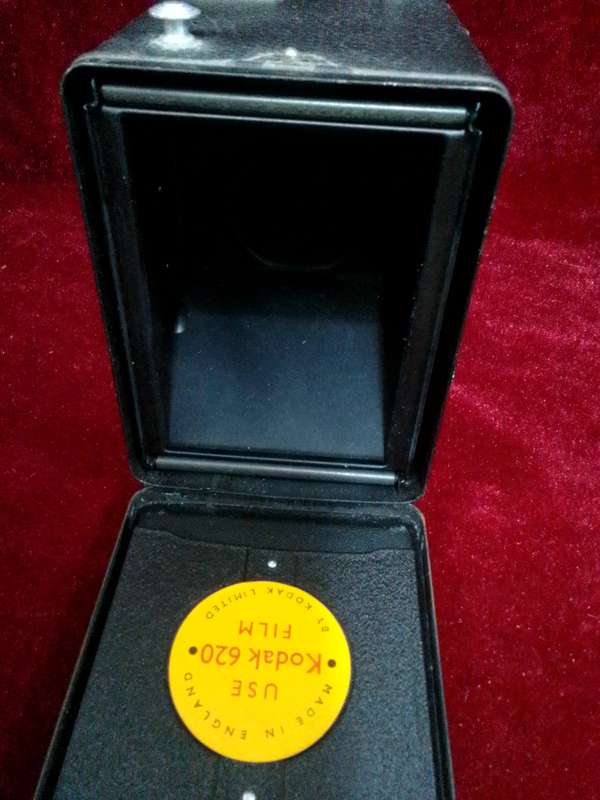 MADE IN ENGLAND
USE
Kodak 620
FILM
BY KODAK LIMITED